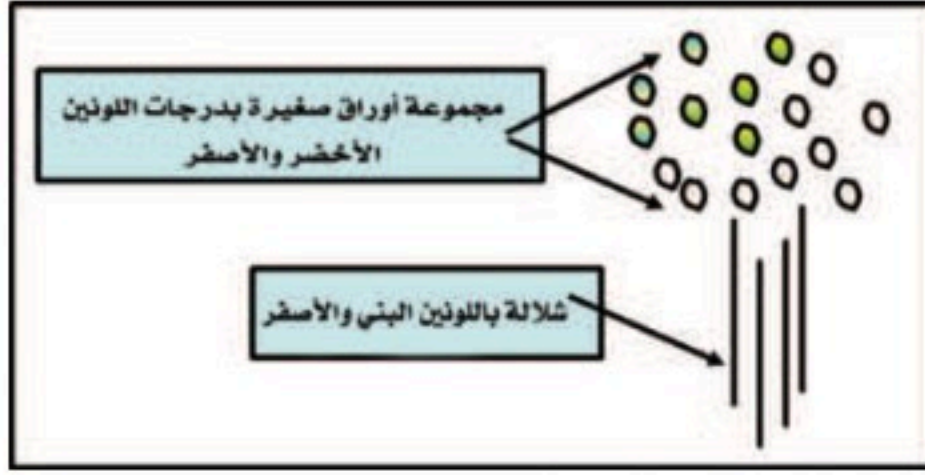 مجموعة أوراق صغيرة بدرجات اللونين
الأخضر والأصفر
شلالة باللونين البني والأصفر